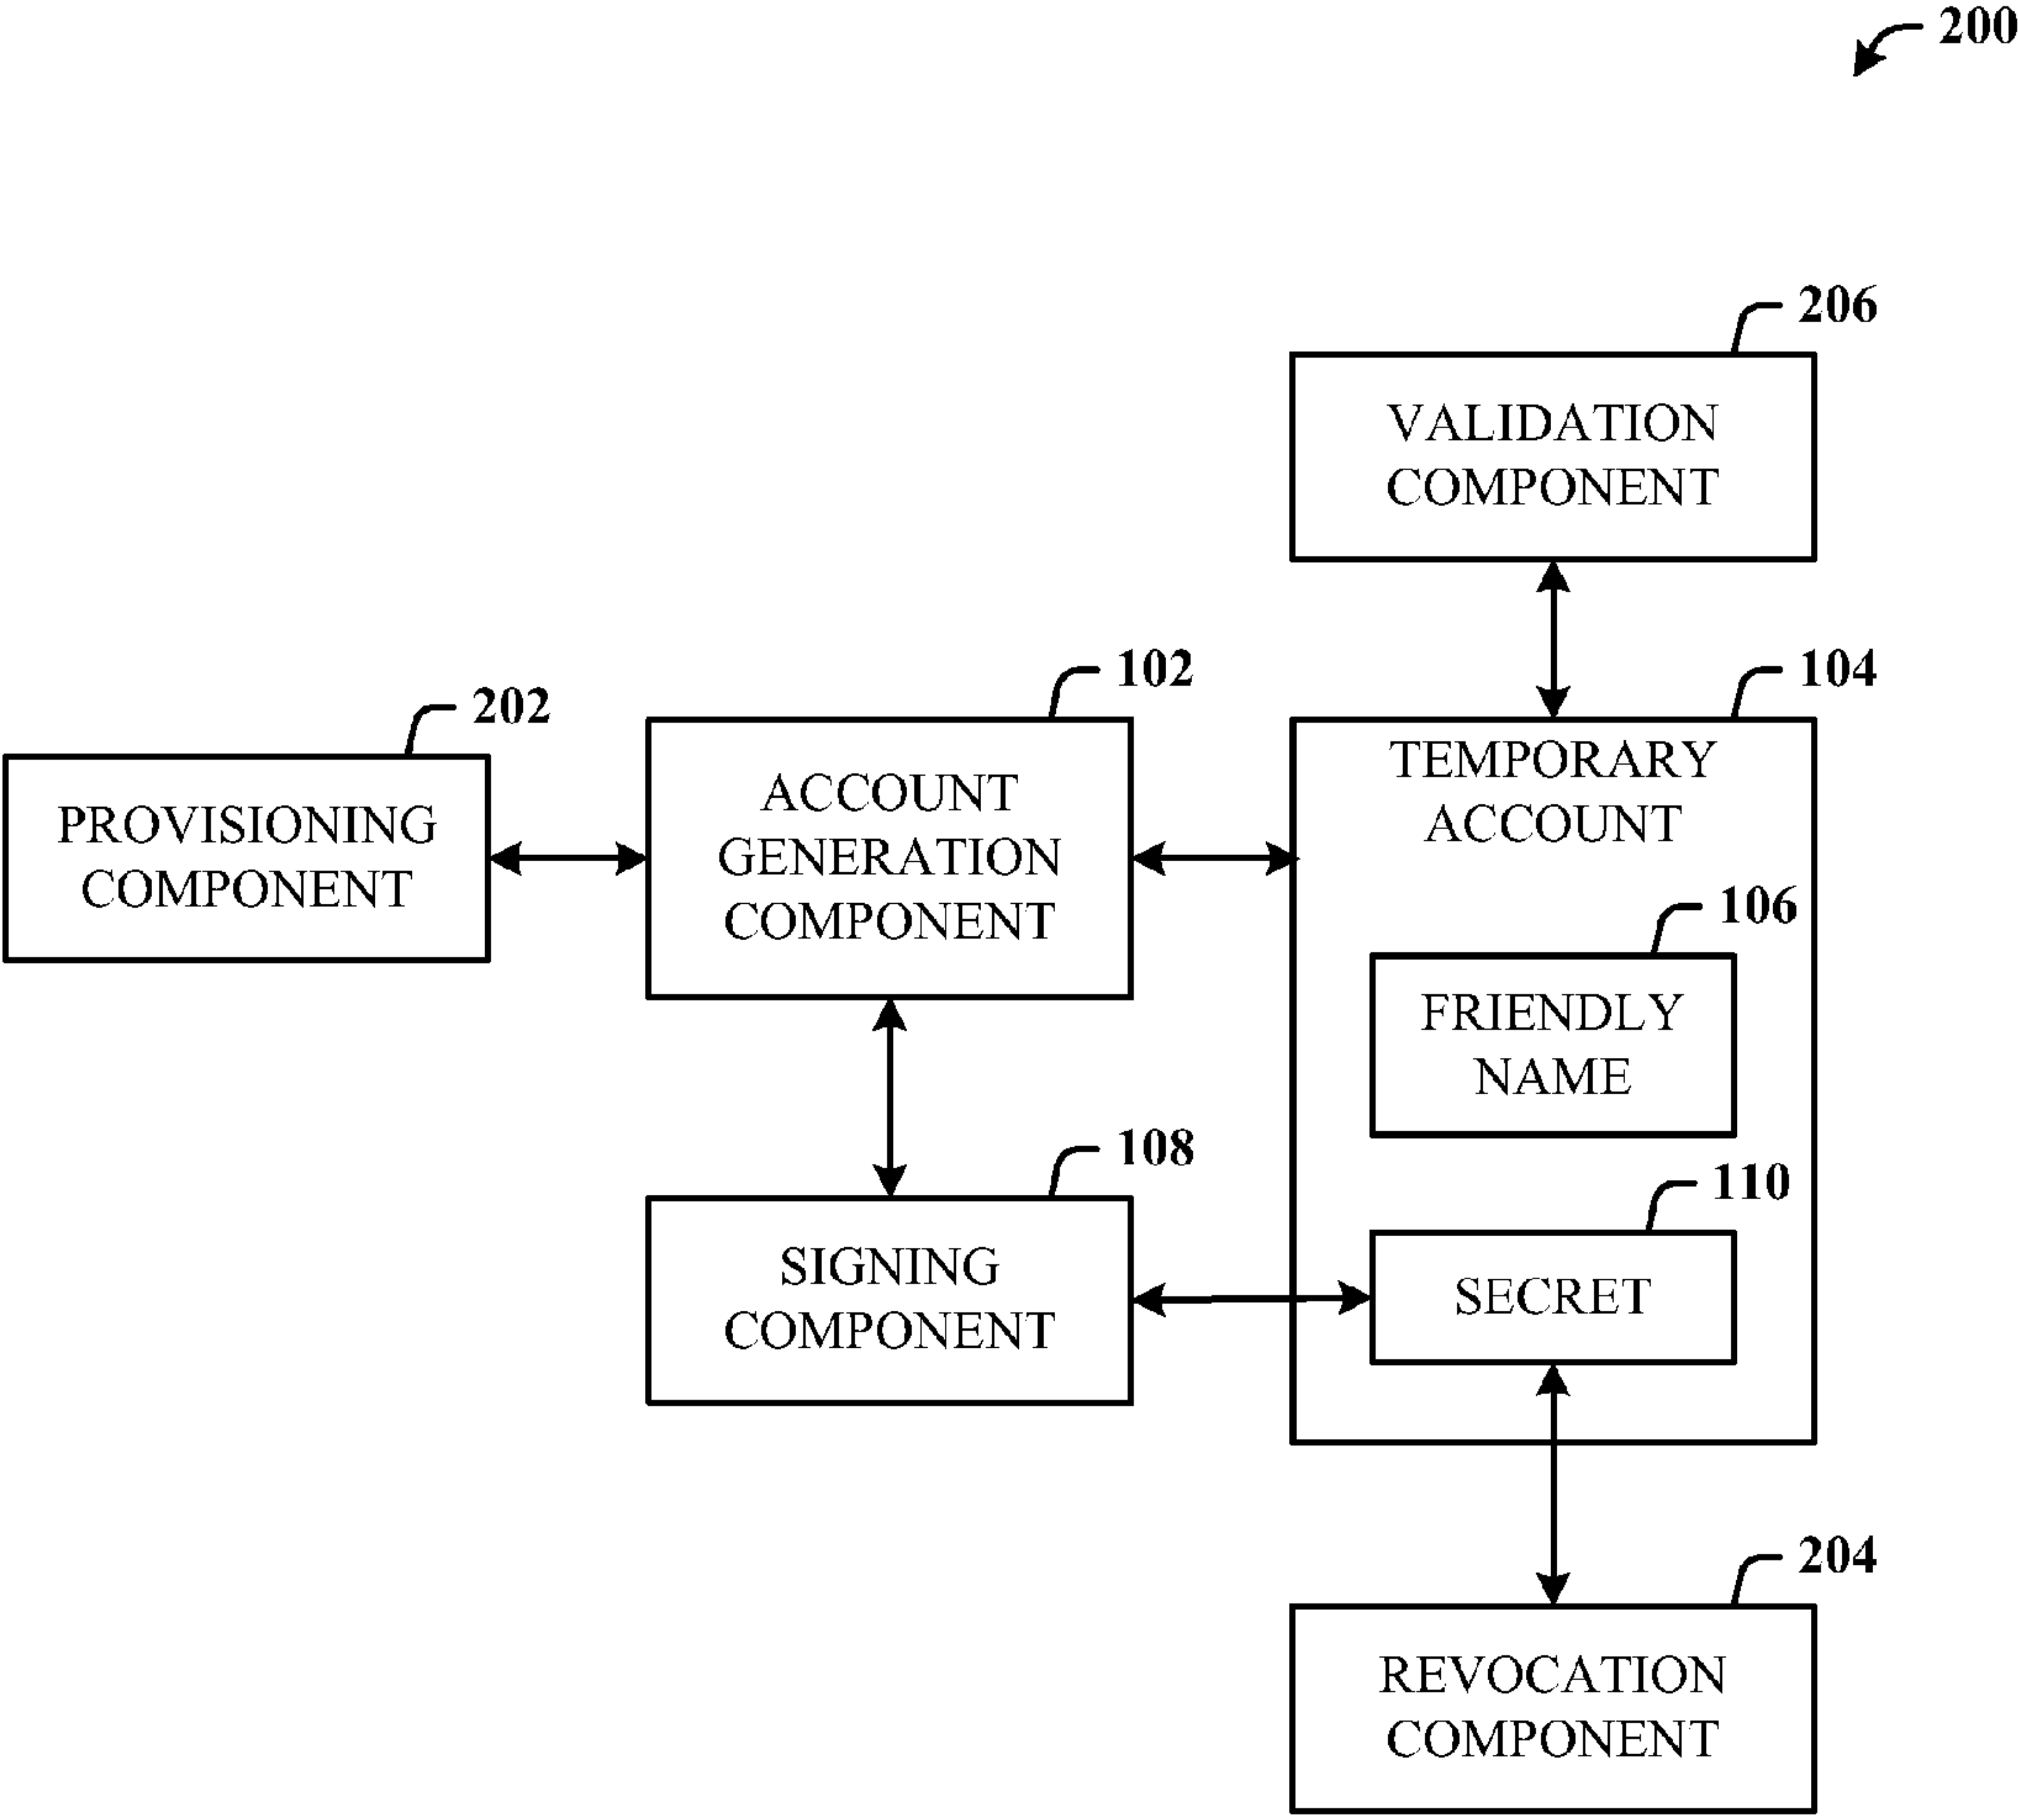 200
206
VALIDATION
COMPONENT
102
104
202
TEMPORARY
ACCOUNT
ACCOUNT
GENERATION
COMPONENT
PROVISIONING
COMPONENT
106
FRIENDLY
NAME
108
110
SIGNING
COMPONENT
SECRET
204
REVOCATION
COMPONENT